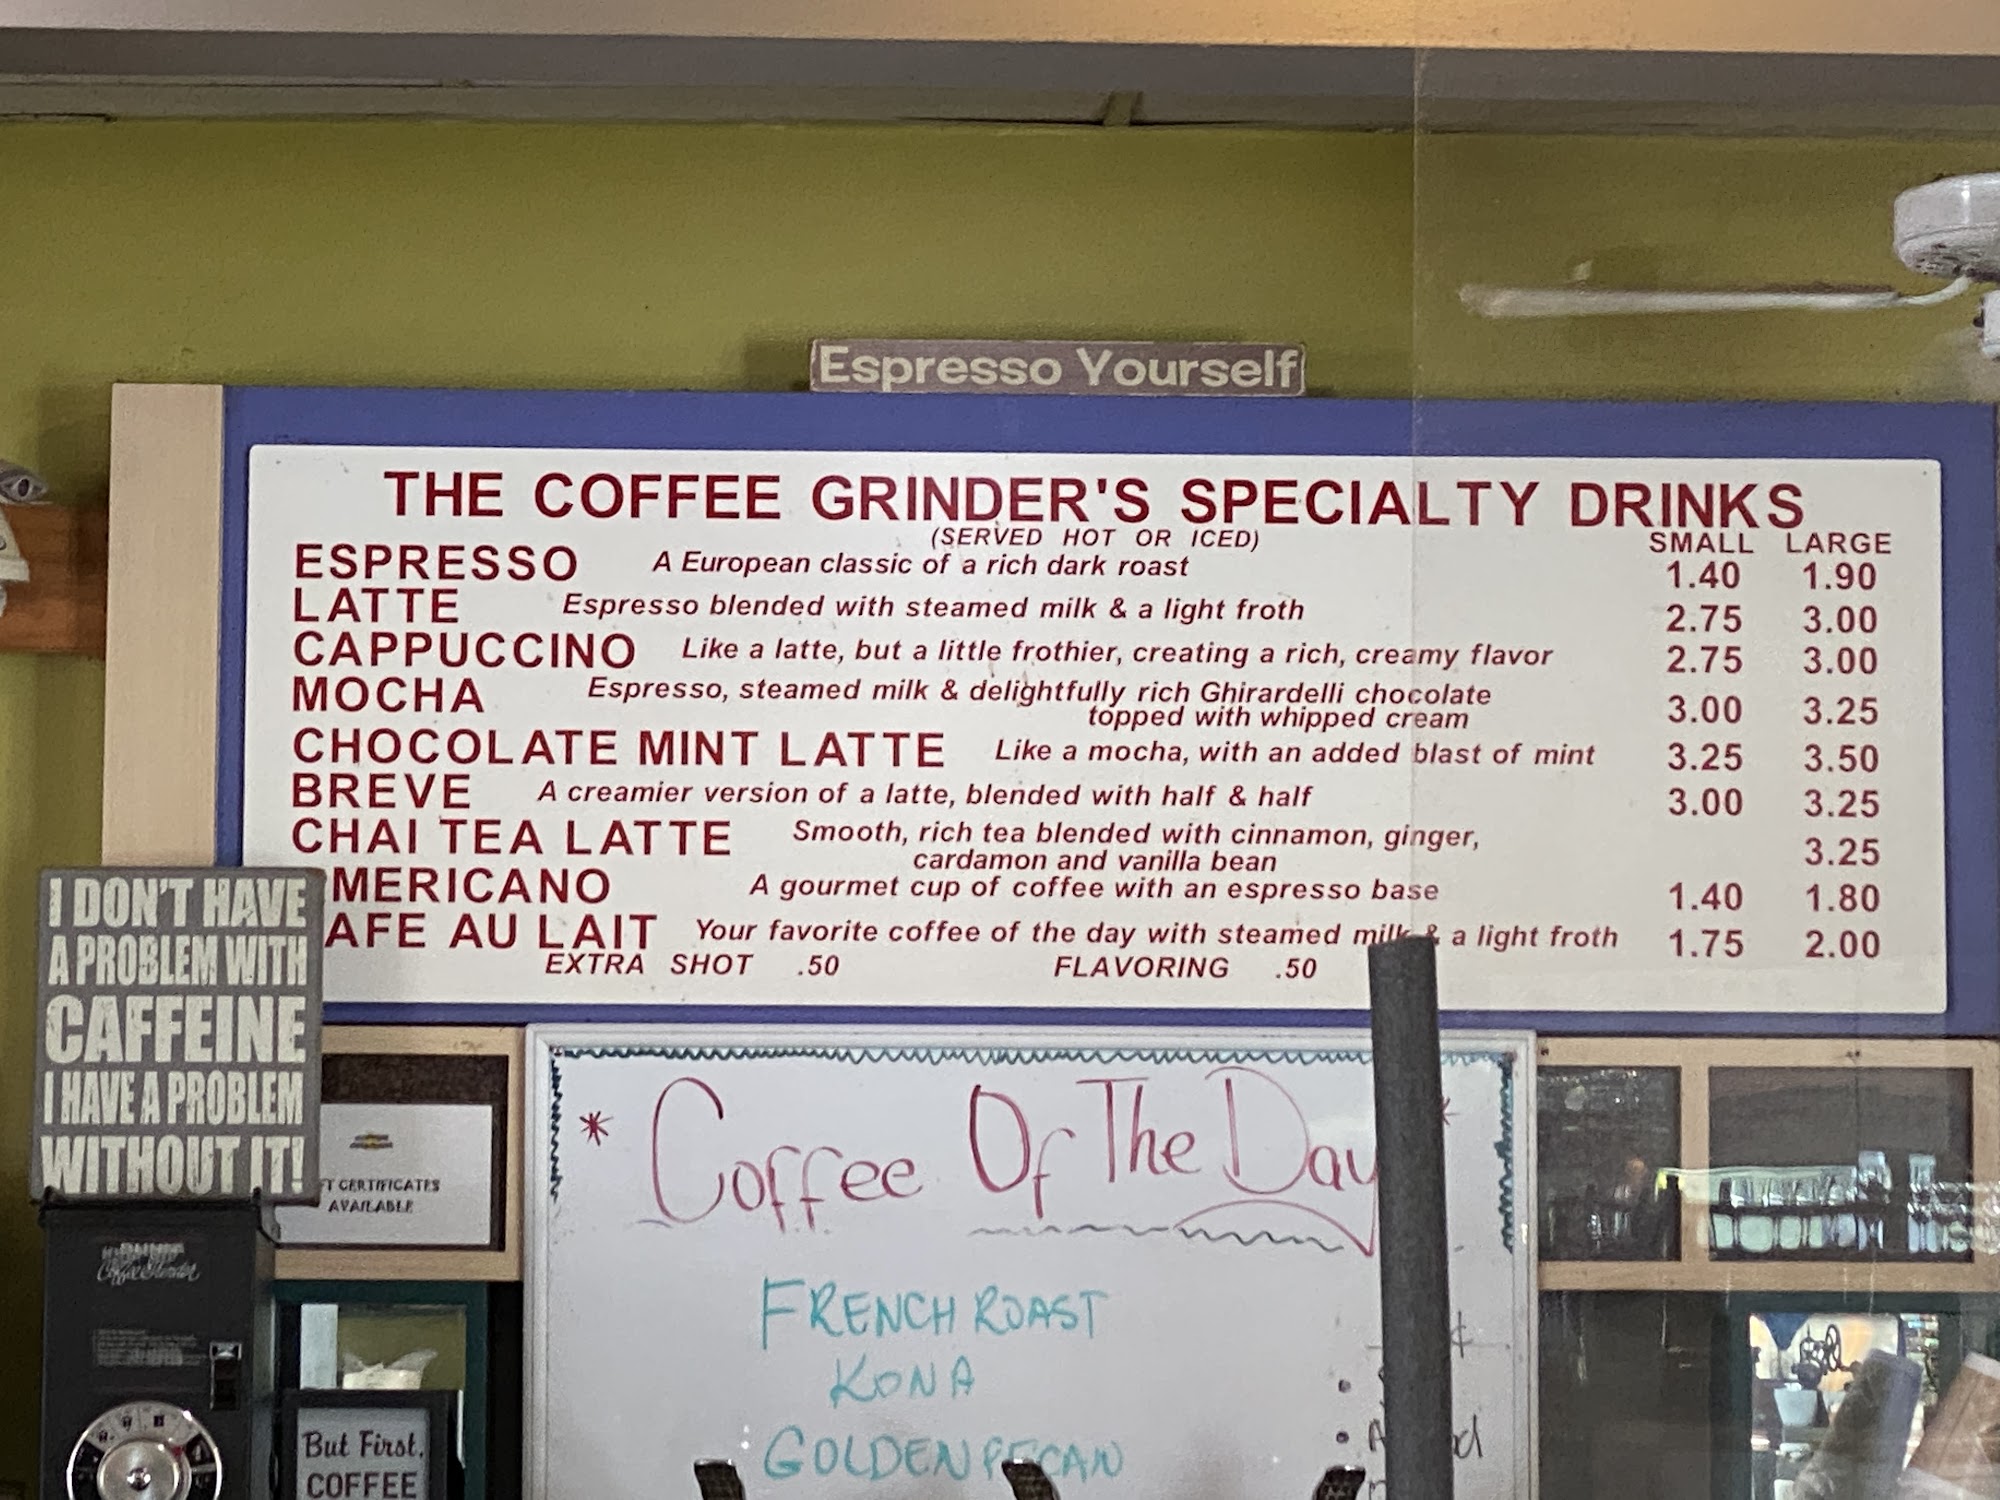 Espresso Yourself
THE COFFEE GRINDER'S SPECIALTY DRINKS
(SERVED HOT OR ICED)
SMALL LARGE
ESPRESSO A European classic of a rich dark roast 1.40 1.90
LATTE Espresso blended with steamed milk & a light froth 2.75 3.00
CAPPUCCINO Like a latte, but a little frothier, creating a rich, creamy flavor 2.75 3.00
MOCHA Espresso, steamed milk & delightfully rich Ghirardelli chocolate
topped with whipped cream 3.00 3.25
CHOCOLATE MINT LATTE Like a mocha, with an added blast of mint 3.25 3.50
BREVE A creamier version of a latte, blended with half & half 3.00 3.25
CHAI TEA LATTE Smooth, rich tea blended with cinnamon, ginger,
cardamon and vanilla bean 3.25
MERICANO A gourmet cup of coffee with an espresso base 1.40 1.80
AFE AU LAIT Your favorite coffee of the day with steamed milk & a light froth 1.75 2.00
EXTRA SHOT .50 FLAVORING .50
I DON'T HAVE
A PROBLEM WITH
CAFFEINE
I HAVE A PROBLEM
WITHOUT IT!
T CERTIFICATES
AVAILABLE
* Coffee Of The Day *
FRENCH ROAST
KONA
GOLDEN PECAN
But First,
COFFEE